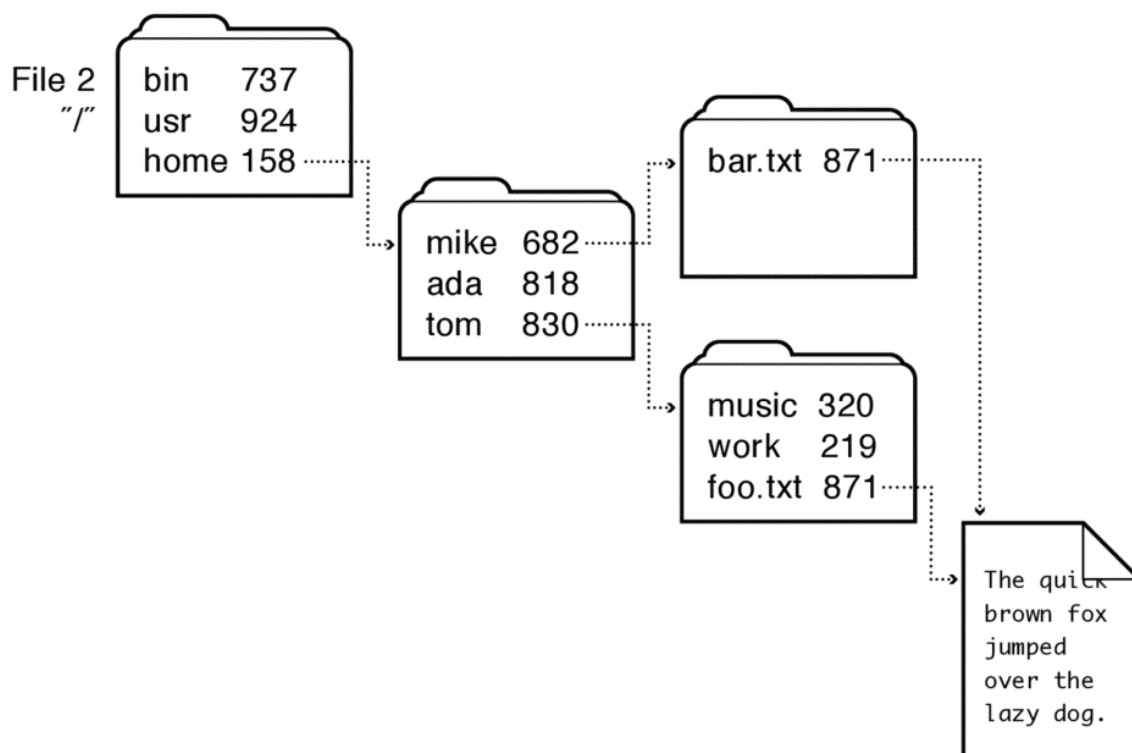 File 2
"/"
bin 737
usr 924
home 158
mike 682
ada 818
tom 830
bar.txt 871
music 320
work 219
foo.txt 871
The quick
brown fox
jumped
over the
lazy dog.